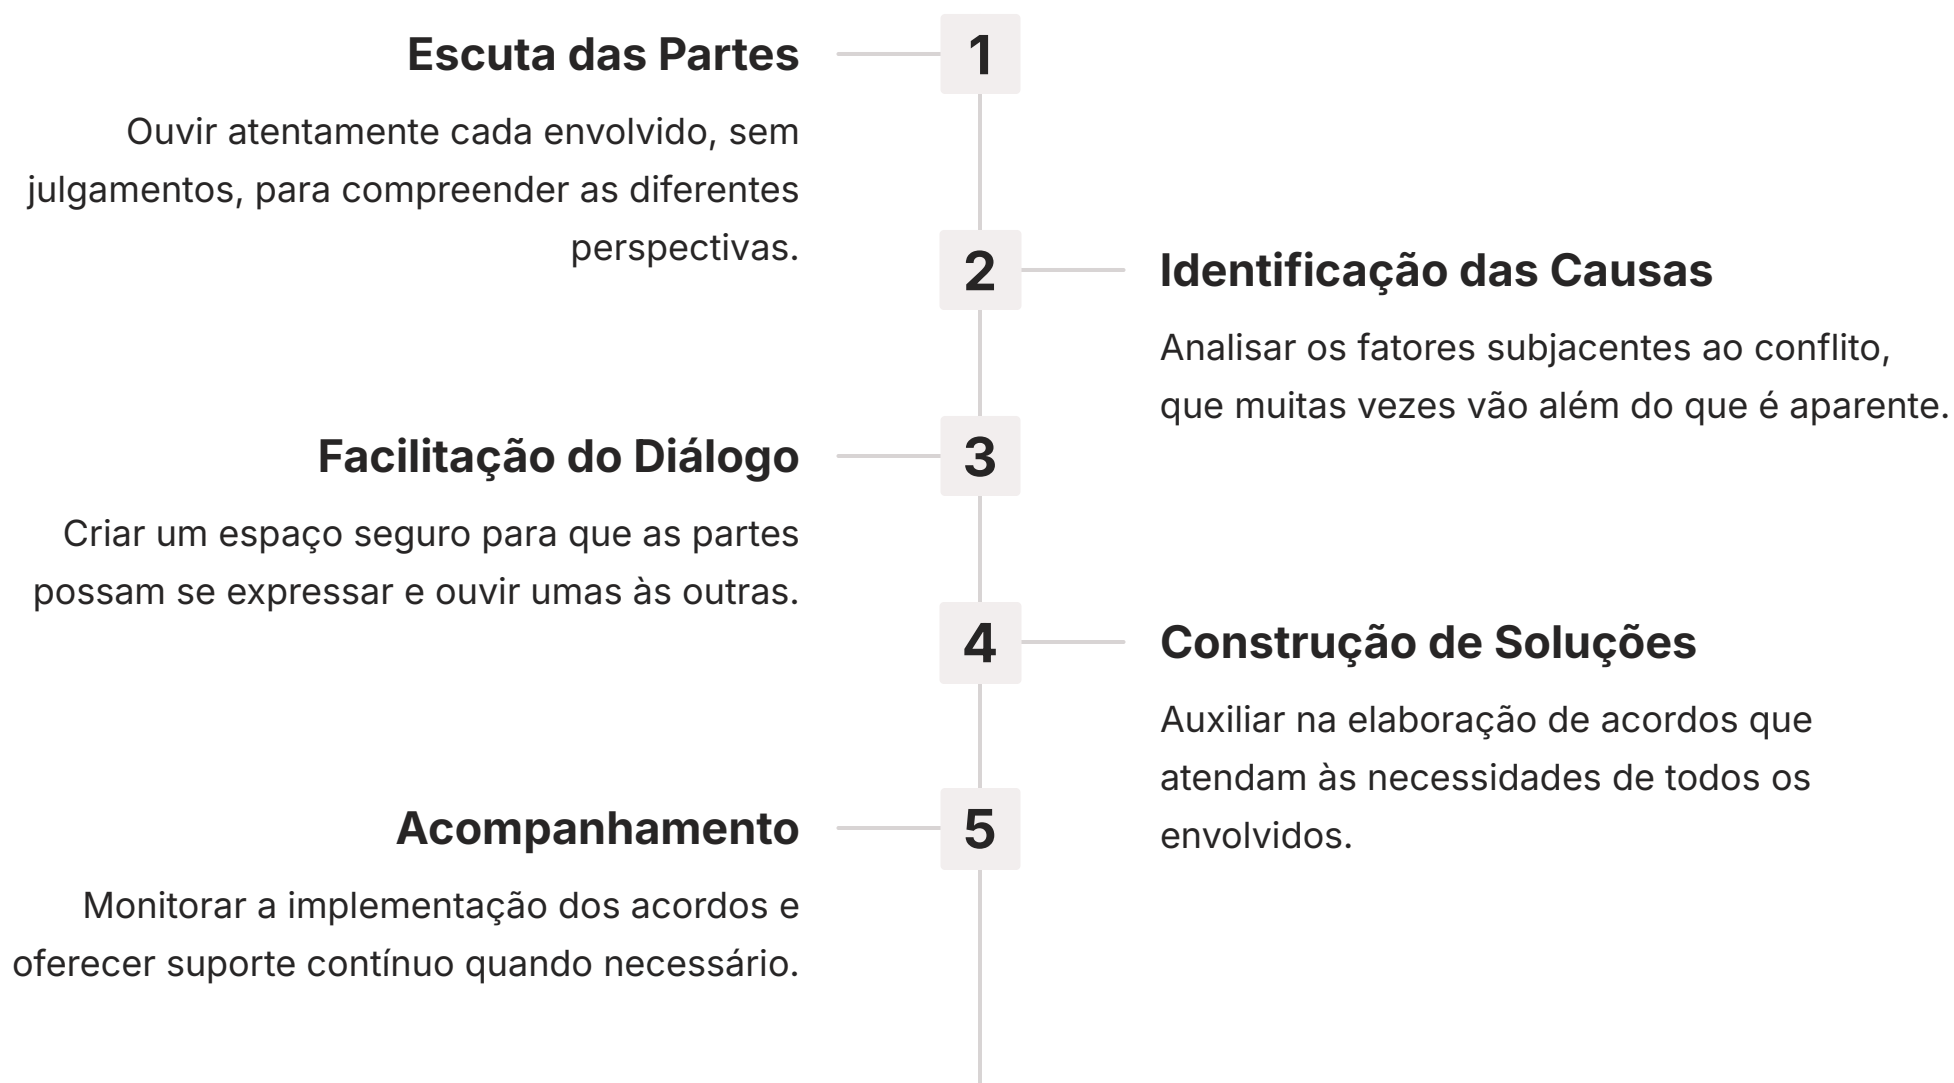 Escuta das Partes
1
Ouvir atentamente cada envolvido, sem
julgamentos, para compreender as diferentes
perspectivas.
2
Identificação das Causas
Analisar os fatores subjacentes ao conflito,
que muitas vezes vão além do que é aparente.
Facilitação do Diálogo
3
Criar um espaço seguro para que as partes
possam se expressar e ouvir umas às outras.
4
Construção de Soluções
Auxiliar na elaboração de acordos que
atendam às necessidades de todos os
envolvidos.
Acompanhamento
5
Monitorar a implementação dos acordos e
oferecer suporte contínuo quando necessário.